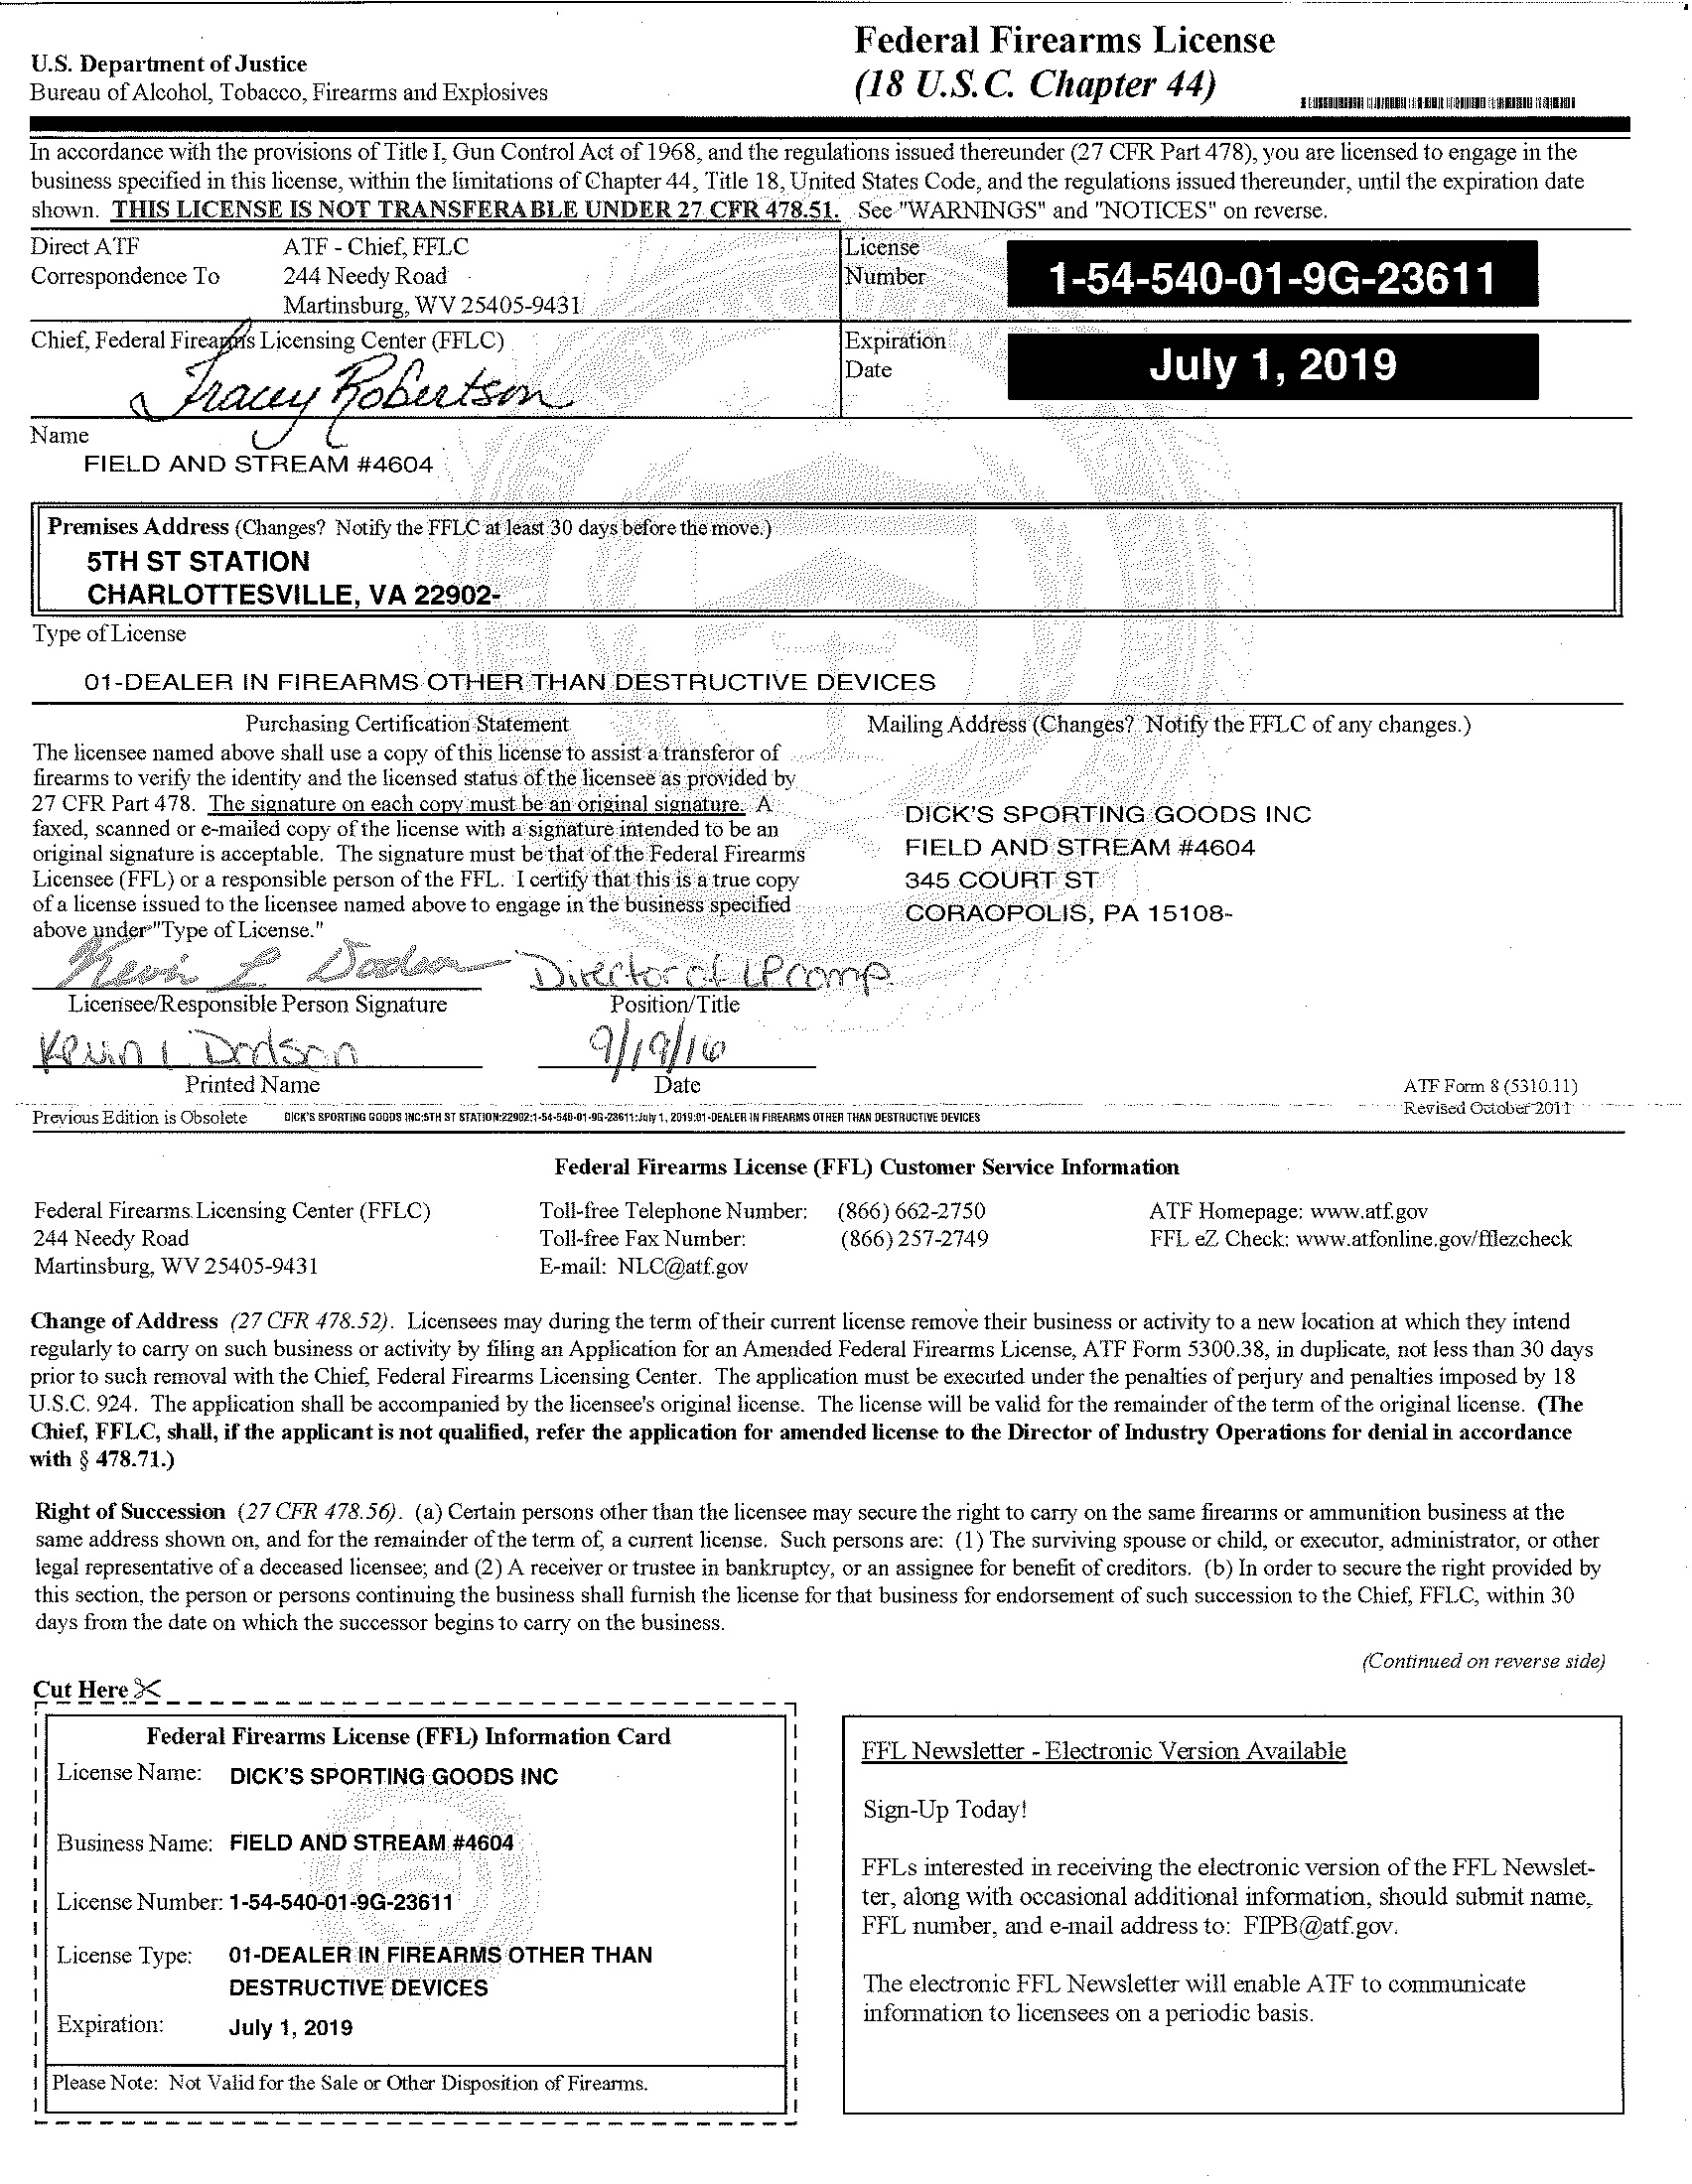 Federal Firearms License
(18 U.S.C. Chapter 44)
U.S. Department of Justice
Bureau of Alcohol, Tobacco, Firearms and Explosives
In accordance with the provisions of Title I, Gun Control Act of 1968, and the regulations issued thereunder (27 CFR Part 478), you are licensed to engage in the
business specified in this license, within the limitations of Chapter 44, Title 18, United States Code, and the regulations issued thereunder, until the expiration date
shown. THIS LICENSE IS NOT TRANSFERABLE UNDER 27 CFR 478.51. See "WARNINGS" and "NOTICES" on reverse.
Direct ATF
Correspondence To
ATF - Chief, FFLC
244 Needy Road
Martinsburg, WV 25405-9431
License
Number
1-54-540-01-9G-23611
Chief, Federal Firearms Licensing Center (FFLC)
Tracey Robertson
Expiration
Date
July 1, 2019
Name
FIELD AND STREAM #4604
Premises Address (Changes? Notify the FFLC at least 30 days before the move.)
5TH ST STATION
CHARLOTTESVILLE, VA 22902-
Type of License
01-DEALER IN FIREARMS OTHER THAN DESTRUCTIVE DEVICES
Purchasing Certification Statement
The licensee named above shall use a copy of this license to assist a transferor of
firearms to verify the identity and the licensed status of the licensee as provided by
27 CFR Part 478. The signature on each copy must be an original signature. A
faxed, scanned or e-mailed copy of the license with a signature intended to be an
original signature is acceptable. The signature must be that of the Federal Firearms
Licensee (FFL) or a responsible person of the FFL. I certify that this is a true copy
of a license issued to the licensee named above to engage in the business specified
above under "Type of License."
Mailing Address (Changes? Notify the FFLC of any changes.)
DICK'S SPORTING GOODS INC
FIELD AND STREAM #4604
345 COURT ST
CORAOPOLIS, PA 15108-
Kevin L Dodson
Director of LP comp.
Licensee/Responsible Person Signature
Position/Title
Kevin L Dodson
9/19/16
Printed Name
Date
ATF Form 8 (5310.11)
Revised October 2011
Previous Edition is Obsolete
DICK'S SPORTING GOODS INC:5TH ST STATION:22902:1-54-540-01-9G-23611:July 1, 2019:01-DEALER IN FIREARMS OTHER THAN DESTRUCTIVE DEVICES
Federal Firearms License (FFL) Customer Service Information
Federal Firearms Licensing Center (FFLC)
244 Needy Road
Martinsburg, WV 25405-9431
Toll-free Telephone Number: (866) 662-2750
Toll-free Fax Number: (866) 257-2749
E-mail: NLC@atf.gov
ATF Homepage: www.atf.gov
FFL eZ Check: www.atfonline.gov/fflezcheck
Change of Address (27 CFR 478.52). Licensees may during the term of their current license remove their business or activity to a new location at which they intend
regularly to carry on such business or activity by filing an Application for an Amended Federal Firearms License, ATF Form 5300.38, in duplicate, not less than 30 days
prior to such removal with the Chief, Federal Firearms Licensing Center. The application must be executed under the penalties of perjury and penalties imposed by 18
U.S.C. 924. The application shall be accompanied by the licensee's original license. The license will be valid for the remainder of the term of the original license. (The
Chief, FFLC, shall, if the applicant is not qualified, refer the application for amended license to the Director of Industry Operations for denial in accordance
with § 478.71.)
Right of Succession (27 CFR 478.56). (a) Certain persons other than the licensee may secure the right to carry on the same firearms or ammunition business at the
same address shown on, and for the remainder of the term of, a current license. Such persons are: (1) The surviving spouse or child, or executor, administrator, or other
legal representative of a deceased licensee; and (2) A receiver or trustee in bankruptcy, or an assignee for benefit of creditors. (b) In order to secure the right provided by
this section, the person or persons continuing the business shall furnish the license for that business for endorsement of such succession to the Chief, FFLC, within 30
days from the date on which the successor begins to carry on the business.
(Continued on reverse side)
Cut Here
Federal Firearms License (FFL) Information Card
License Name: DICK'S SPORTING GOODS INC
Business Name: FIELD AND STREAM #4604
License Number: 1-54-540-01-9G-23611
License Type: 01-DEALER IN FIREARMS OTHER THAN
DESTRUCTIVE DEVICES
Expiration: July 1, 2019
Please Note: Not Valid for the Sale or Other Disposition of Firearms.
FFL Newsletter - Electronic Version Available
Sign-Up Today!
FFLs interested in receiving the electronic version of the FFL Newslet-
ter, along with occasional additional information, should submit name,
FFL number, and e-mail address to: FIPB@atf.gov.
The electronic FFL Newsletter will enable ATF to communicate
information to licensees on a periodic basis.